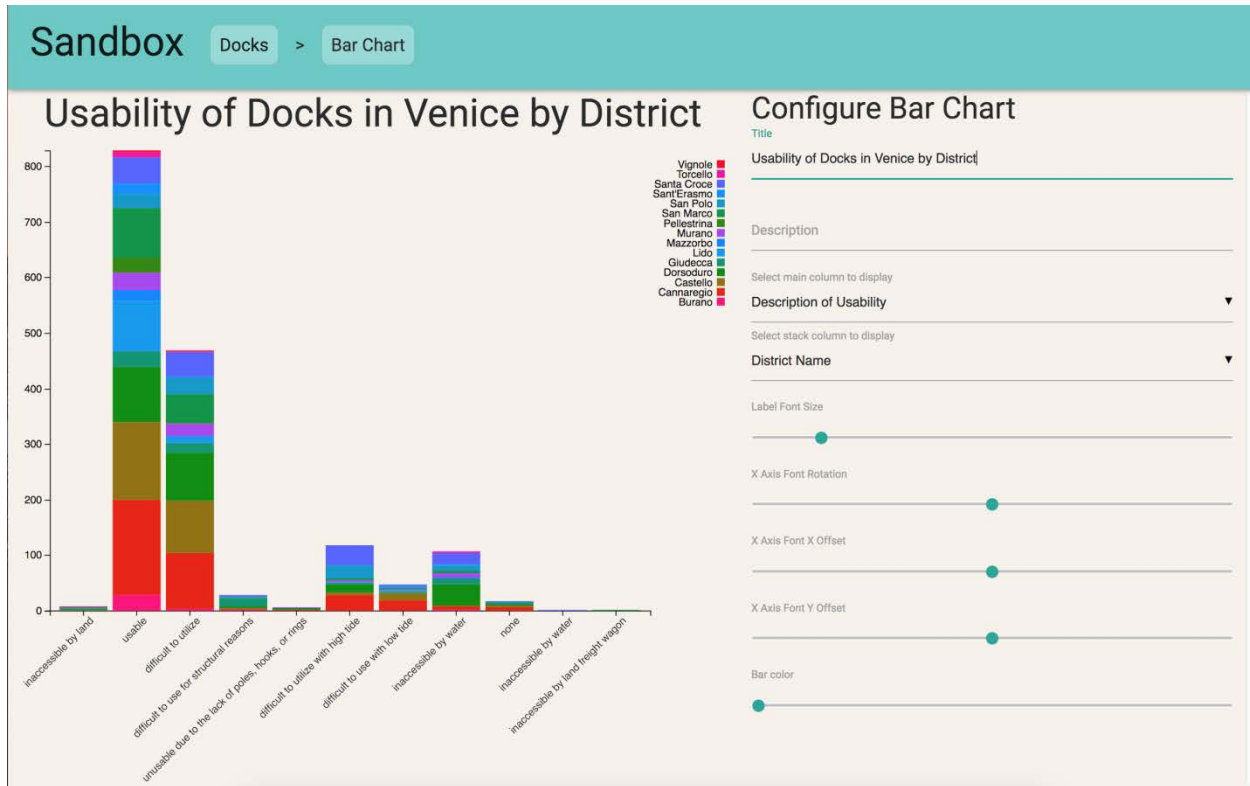 Sandbox Docks > Bar Chart
Usability of Docks in Venice by District
800
700
600
500
400
300
200
100
0
inaccessible by land
usable
difficult to utilize
difficult to use for structural reasons
unusable due to the lack of poles, hooks, or rings
difficult to utilize with high tide
difficult to use with low tide
inaccessible by water
none
inaccessible by water
inaccessible by land freight wagon
Vignole
Torcello
Santa Croce
Sant'Erasmo
San Polo
San Marco
Pellestrina
Murano
Mazzorbo
Lido
Giudecca
Dorsoduro
Castello
Cannaregio
Burano
Configure Bar Chart
Title
Usability of Docks in Venice by District
Description
Select main column to display
Description of Usability
Select stack column to display
District Name
Label Font Size
X Axis Font Rotation
X Axis Font X Offset
X Axis Font Y Offset
Bar color